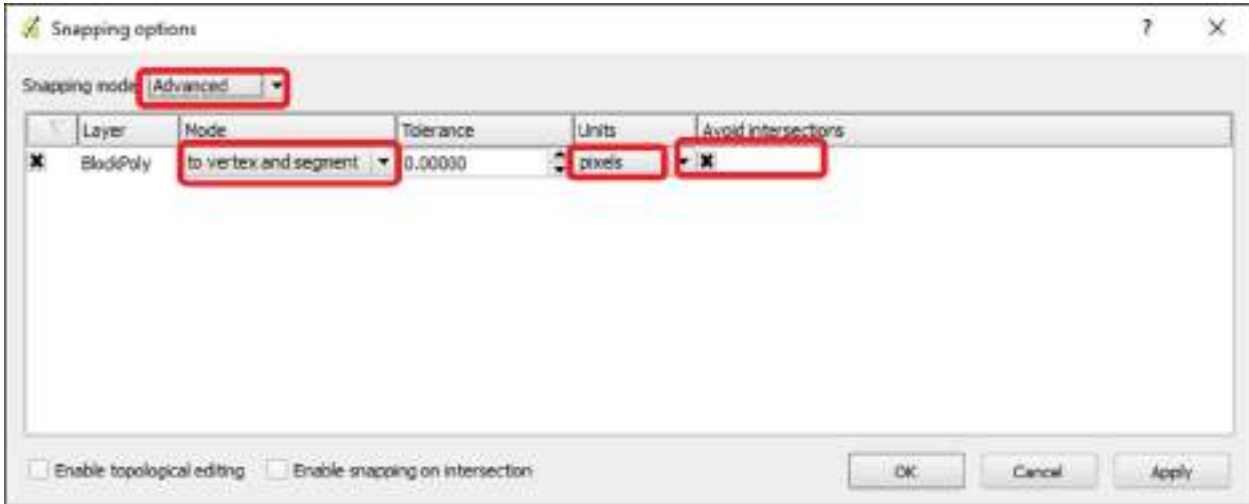 Snapping options
?
Snapping mode Advanced
Layer Mode Tolerance Units Avoid intersections
BlockPoly to vertex and segment 0.00000 pixels
Enable topological editing Enable snapping on intersection OK Cancel Apply